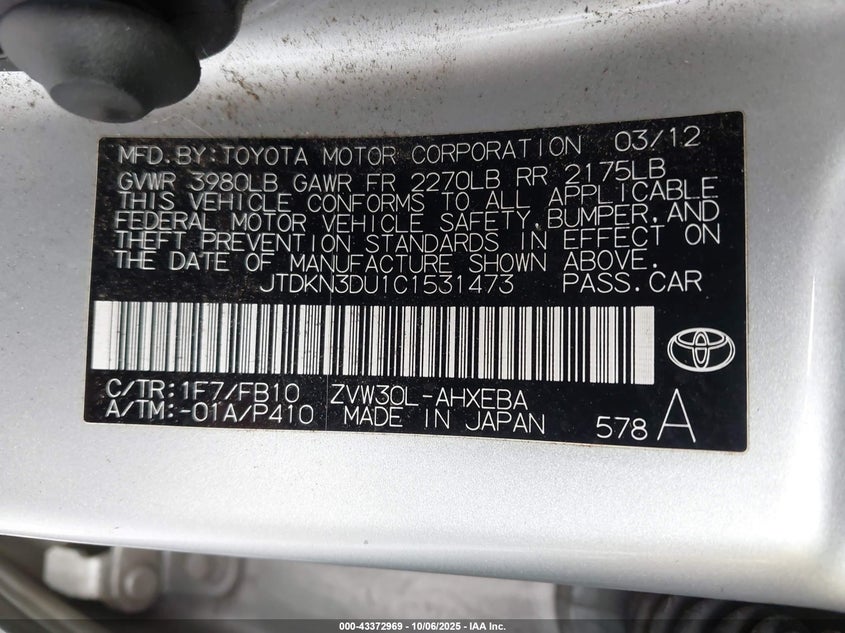 MFD.BY:TOYOTA MOTOR CORPORATION 03/12
GVWR 3980LB GAWR FR 2270LB RR 2175LB
THIS VEHICLE CONFORMS TO ALL APPLICABLE
FEDERAL MOTOR VEHICLE SAFETY,BUMPER,AND
THEFT PREVENTION STANDARDS IN EFFECT ON
THE DATE OF MANUFACTURE SHOWN ABOVE.
JTDKN3DU1C1531473 PASS.CAR
C/TR:1F7/FB10 ZVW30L-AHXEBA
A/TM:-01A/P410 MADE IN JAPAN
578 A
000-43372969 | 10/06/2025 - IAA Inc.